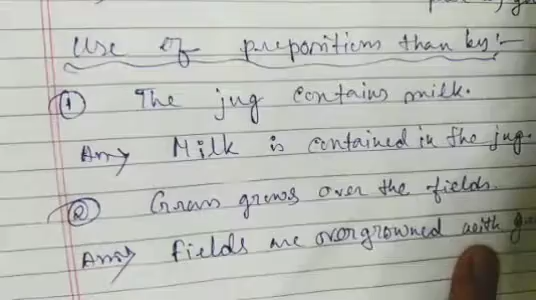 Use of prepositions than by :-
① The jug contains milk.
Ans→ Milk is contained in the jug.
② Grass grows over the fields.
Ans→ fields are overgrowned with